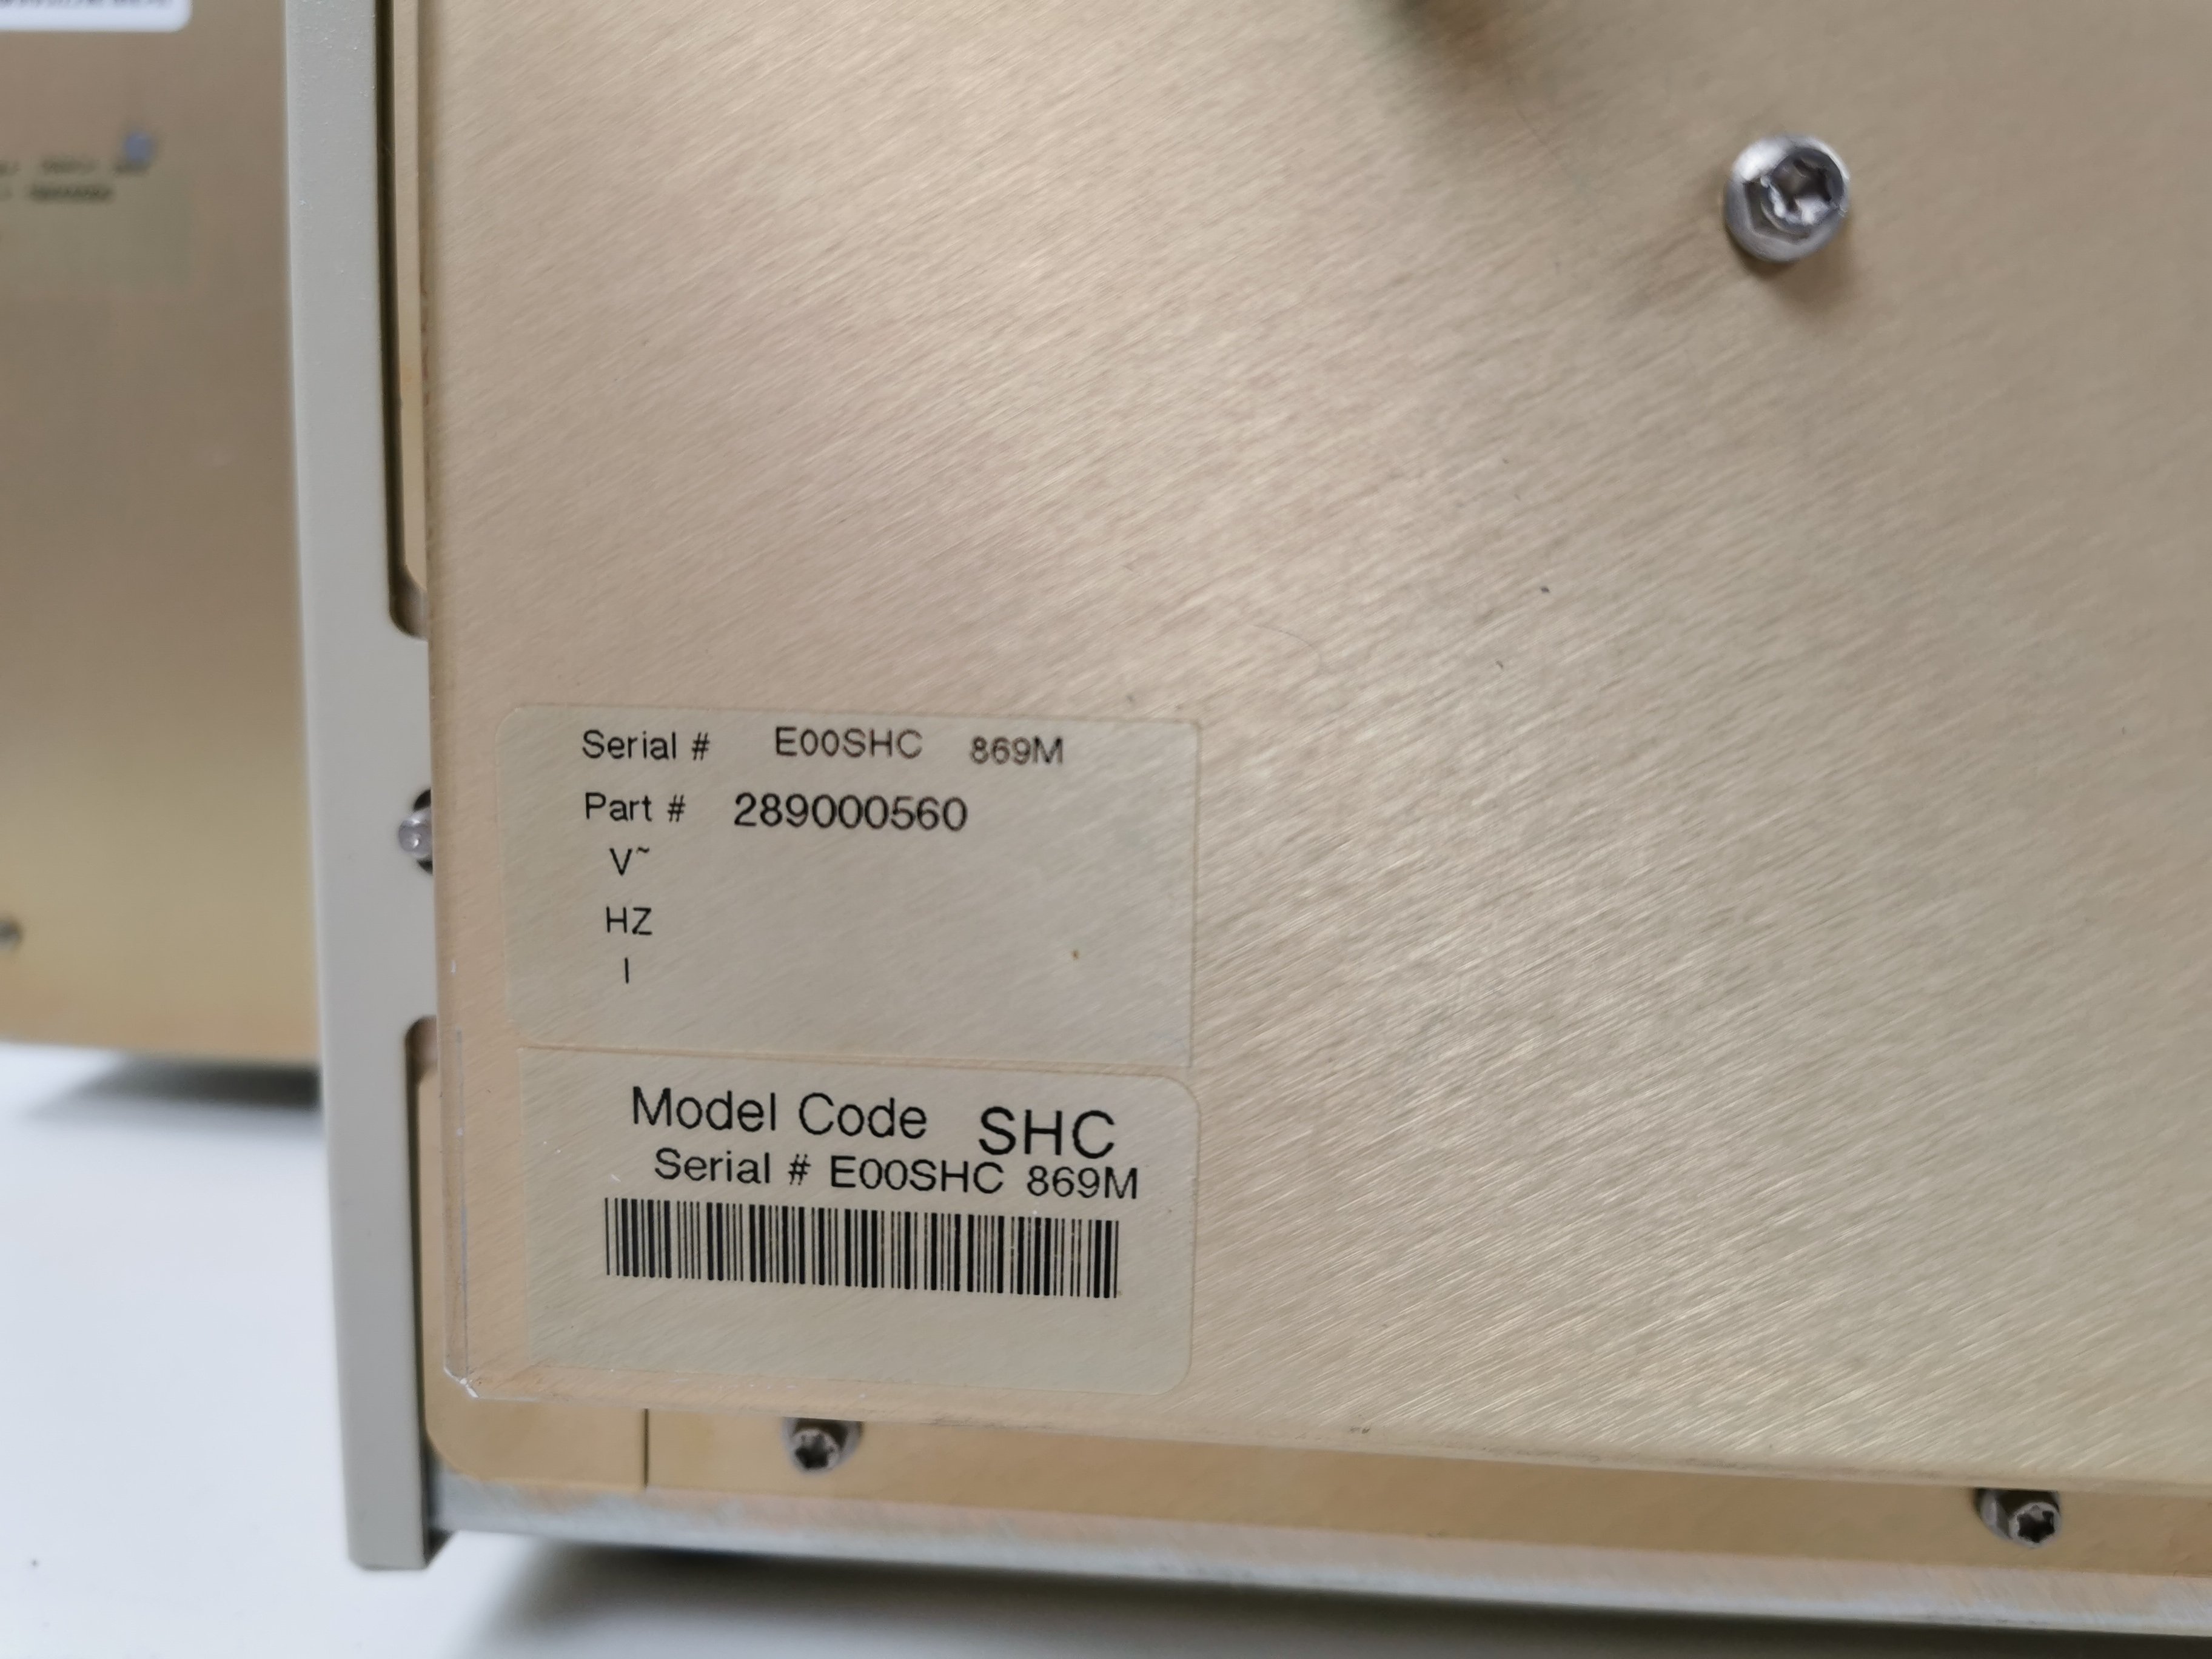 Serial # E00SHC 869M
Part # 289000560
V~
HZ
I
Model Code SHC
Serial # E00SHC 869M